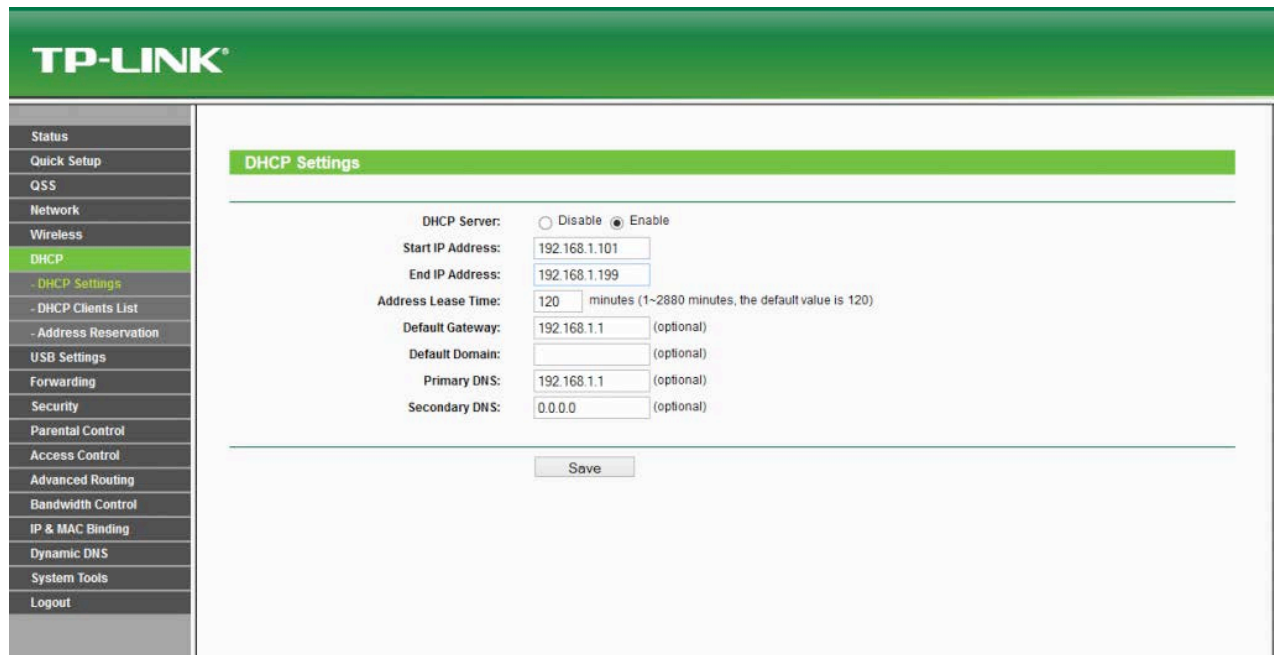 TP-LINK®
Status
Quick Setup
QSS
Network
Wireless
DHCP
- DHCP Settings
- DHCP Clients List
- Address Reservation
USB Settings
Forwarding
Security
Parental Control
Access Control
Advanced Routing
Bandwidth Control
IP & MAC Binding
Dynamic DNS
System Tools
Logout
DHCP Settings
DHCP Server: Disable Enable
Start IP Address: 192.168.1.101
End IP Address: 192.168.1.199
Address Lease Time: 120 minutes (1~2880 minutes, the default value is 120)
Default Gateway: 192.168.1.1 (optional)
Default Domain: (optional)
Primary DNS: 192.168.1.1 (optional)
Secondary DNS: 0.0.0.0 (optional)
Save